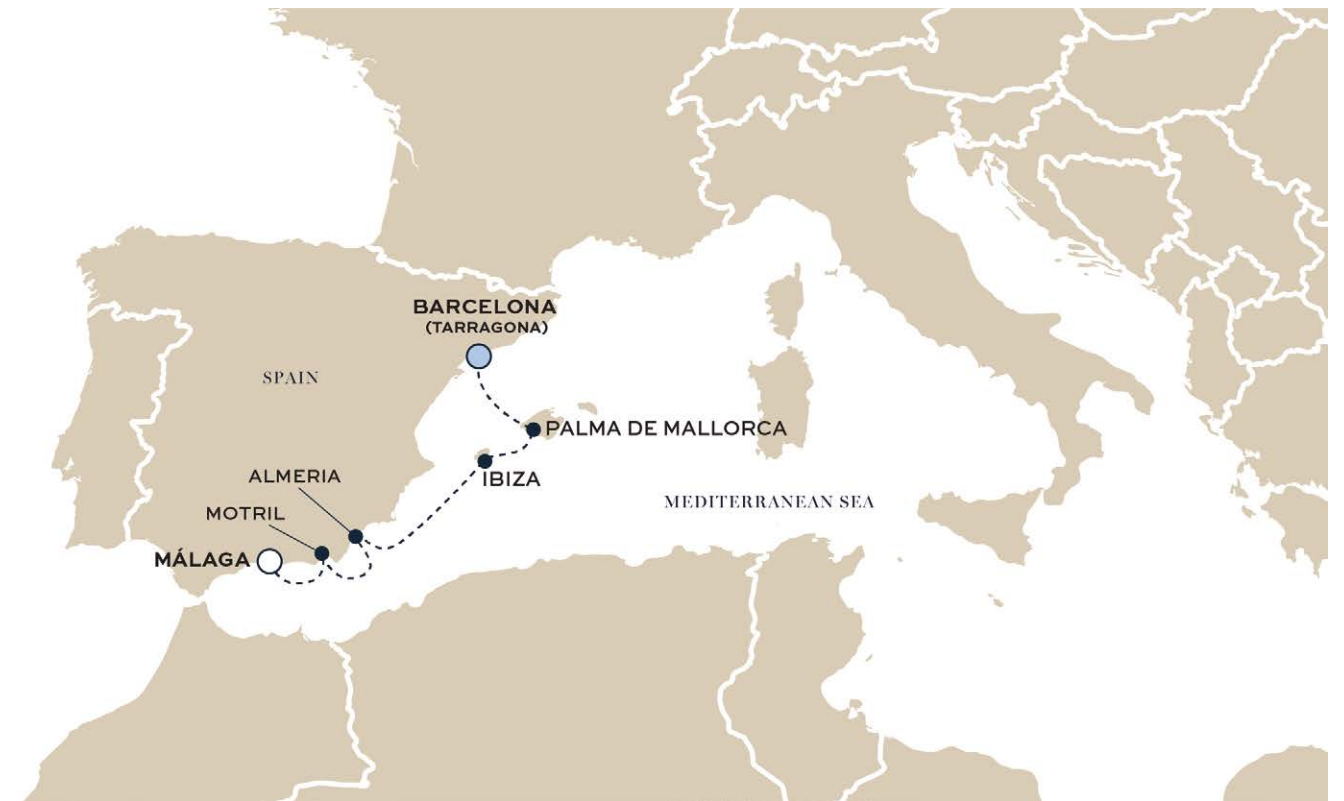 BARCELONA
(TARRAGONA)
SPAIN
PALMA DE MALLORCA
ALMERIA
IBIZA
MEDITERRANEAN SEA
MOTRIL
MÁLAGA